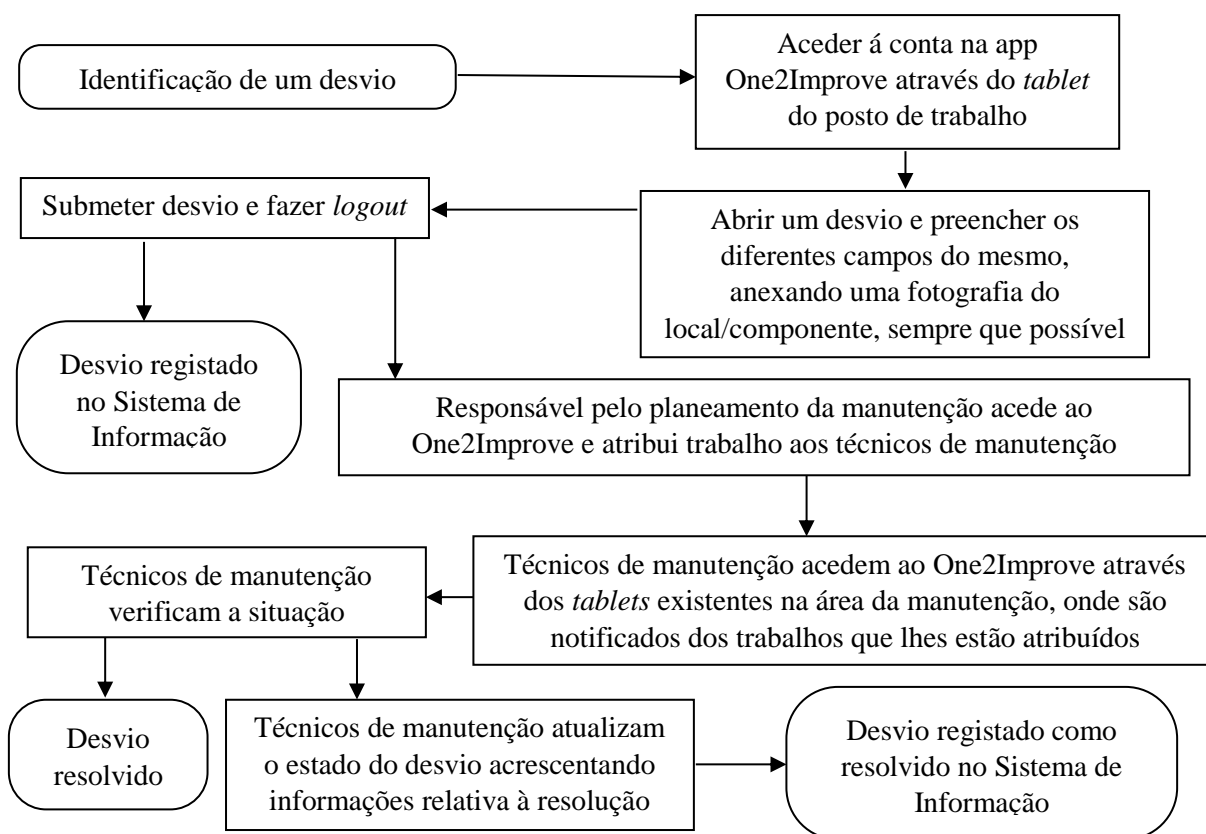 Identificação de um desvio
Aceder á conta na app
One2Improve através do tablet
do posto de trabalho
Submeter desvio e fazer logout
Abrir um desvio e preencher os
diferentes campos do mesmo,
anexando uma fotografia do
local/componente, sempre que possível
Desvio registado
no Sistema de
Informação
Responsável pelo planeamento da manutenção acede ao
One2Improve e atribui trabalho aos técnicos de manutenção
Técnicos de manutenção acedem ao One2Improve através
dos tablets existentes na área da manutenção, onde são
notificados dos trabalhos que lhes estão atribuídos
Técnicos de manutenção
verificam a situação
Desvio
resolvido
Técnicos de manutenção atualizam
o estado do desvio acrescentando
informações relativa à resolução
Desvio registado como
resolvido no Sistema de
Informação